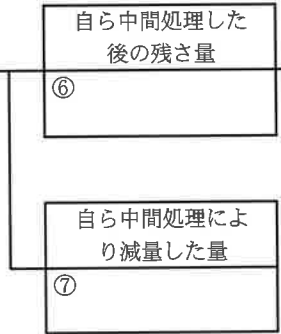 自ら中間処理した
後の残さ量
⑥
自ら中間処理によ
り減量した量
⑦